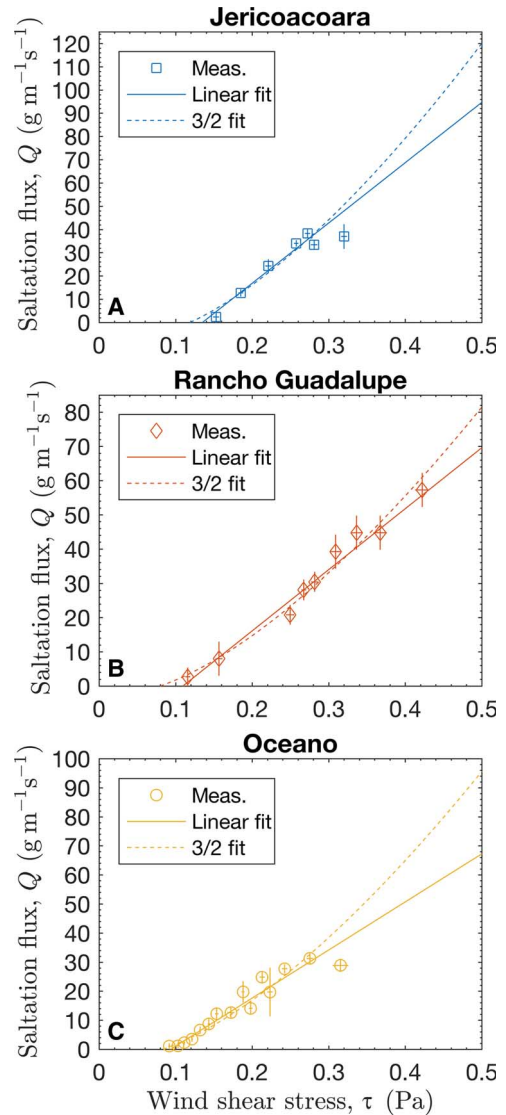 Jericoacoara
Saltation flux, Q (g m⁻¹s⁻¹)
120
110
100
90
80
70
60
50
40
30
20
10
0
Meas.
Linear fit
3/2 fit
A
0 0.1 0.2 0.3 0.4 0.5
Rancho Guadalupe
Saltation flux, Q (g m⁻¹s⁻¹)
80
70
60
50
40
30
20
10
0
Meas.
Linear fit
3/2 fit
B
0 0.1 0.2 0.3 0.4 0.5
Oceano
Saltation flux, Q (g m⁻¹s⁻¹)
100
90
80
70
60
50
40
30
20
10
0
Meas.
Linear fit
3/2 fit
C
0 0.1 0.2 0.3 0.4 0.5
Wind shear stress, τ (Pa)